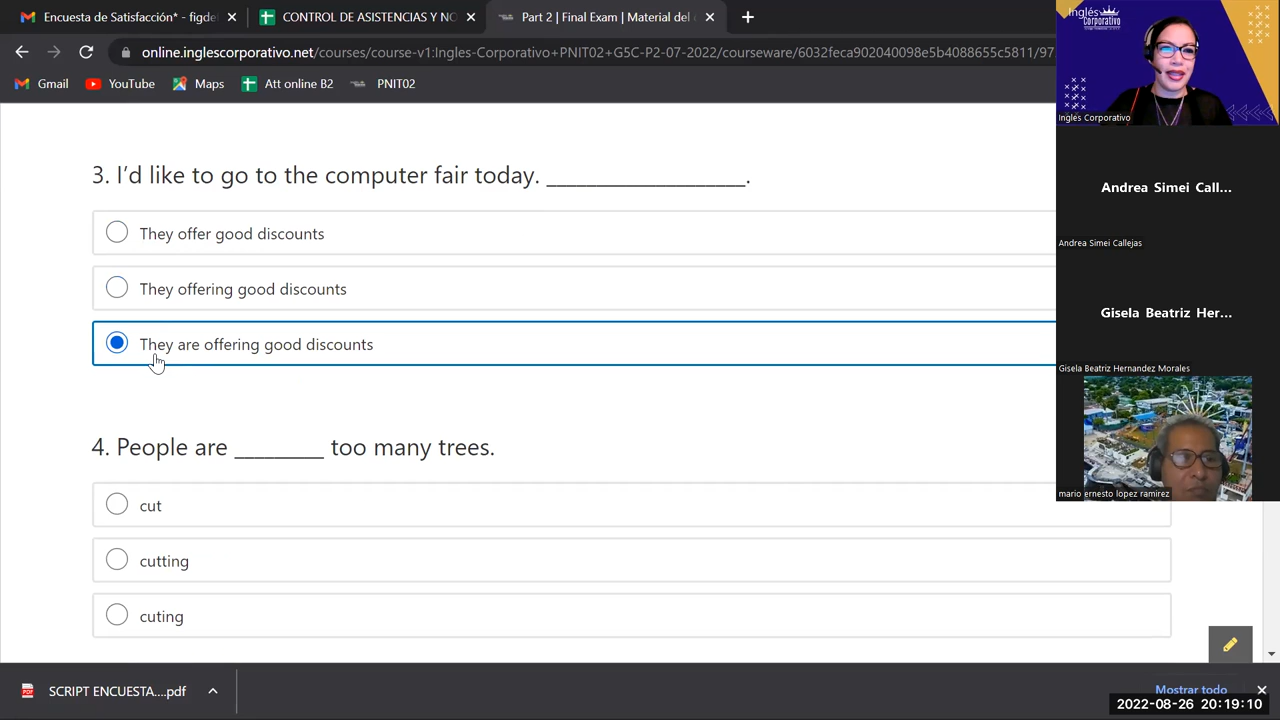 Encuesta de Satisfacción* - figdel
CONTROL DE ASISTENCIAS Y NO
Part 2 | Final Exam | Material del c
online.inglescorporativo.net/courses/course-v1:InglesCorporativo+PNIT02+G5C-P2-07-2022/courseware/6032feca902040098e5b4088655c5811/97
Gmail
YouTube
Maps
Att online B2
PNIT02
3. I'd like to go to the computer fair today. ____________________.
They offer good discounts
They offering good discounts
They are offering good discounts
4. People are _________ too many trees.
cut
cutting
cuting
Inglés
Corporativo
Inglés Corporativo
Andrea Simei Call...
Andrea Simei Callejas
Gisela Beatriz Her...
Gisela Beatriz Hernandez Morales
mario ernesto lopez ramirez
SCRIPT ENCUESTA....pdf
Mostrar todo
2022-08-26 20:19:10